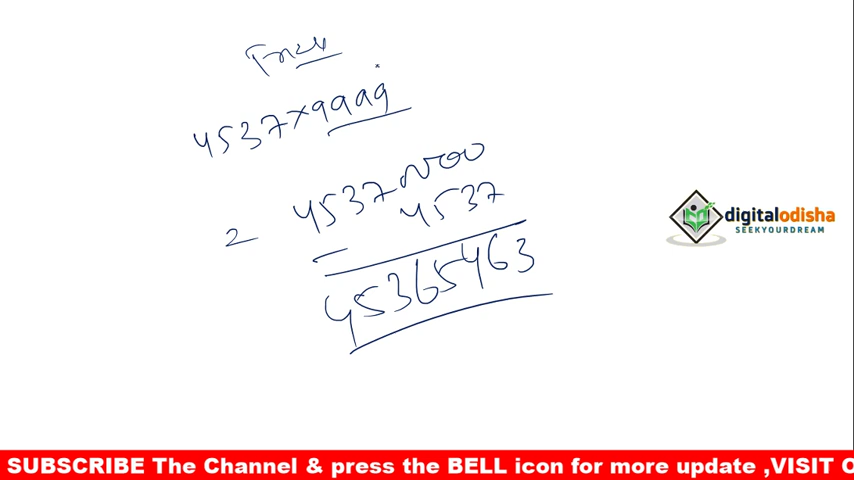 Trick
4537×9999
= 45370000
- 4537
45365463
digitalodisha
SEEKYOURDREAM
SUBSCRIBE The Channel & press the BELL icon for more update ,VISIT O